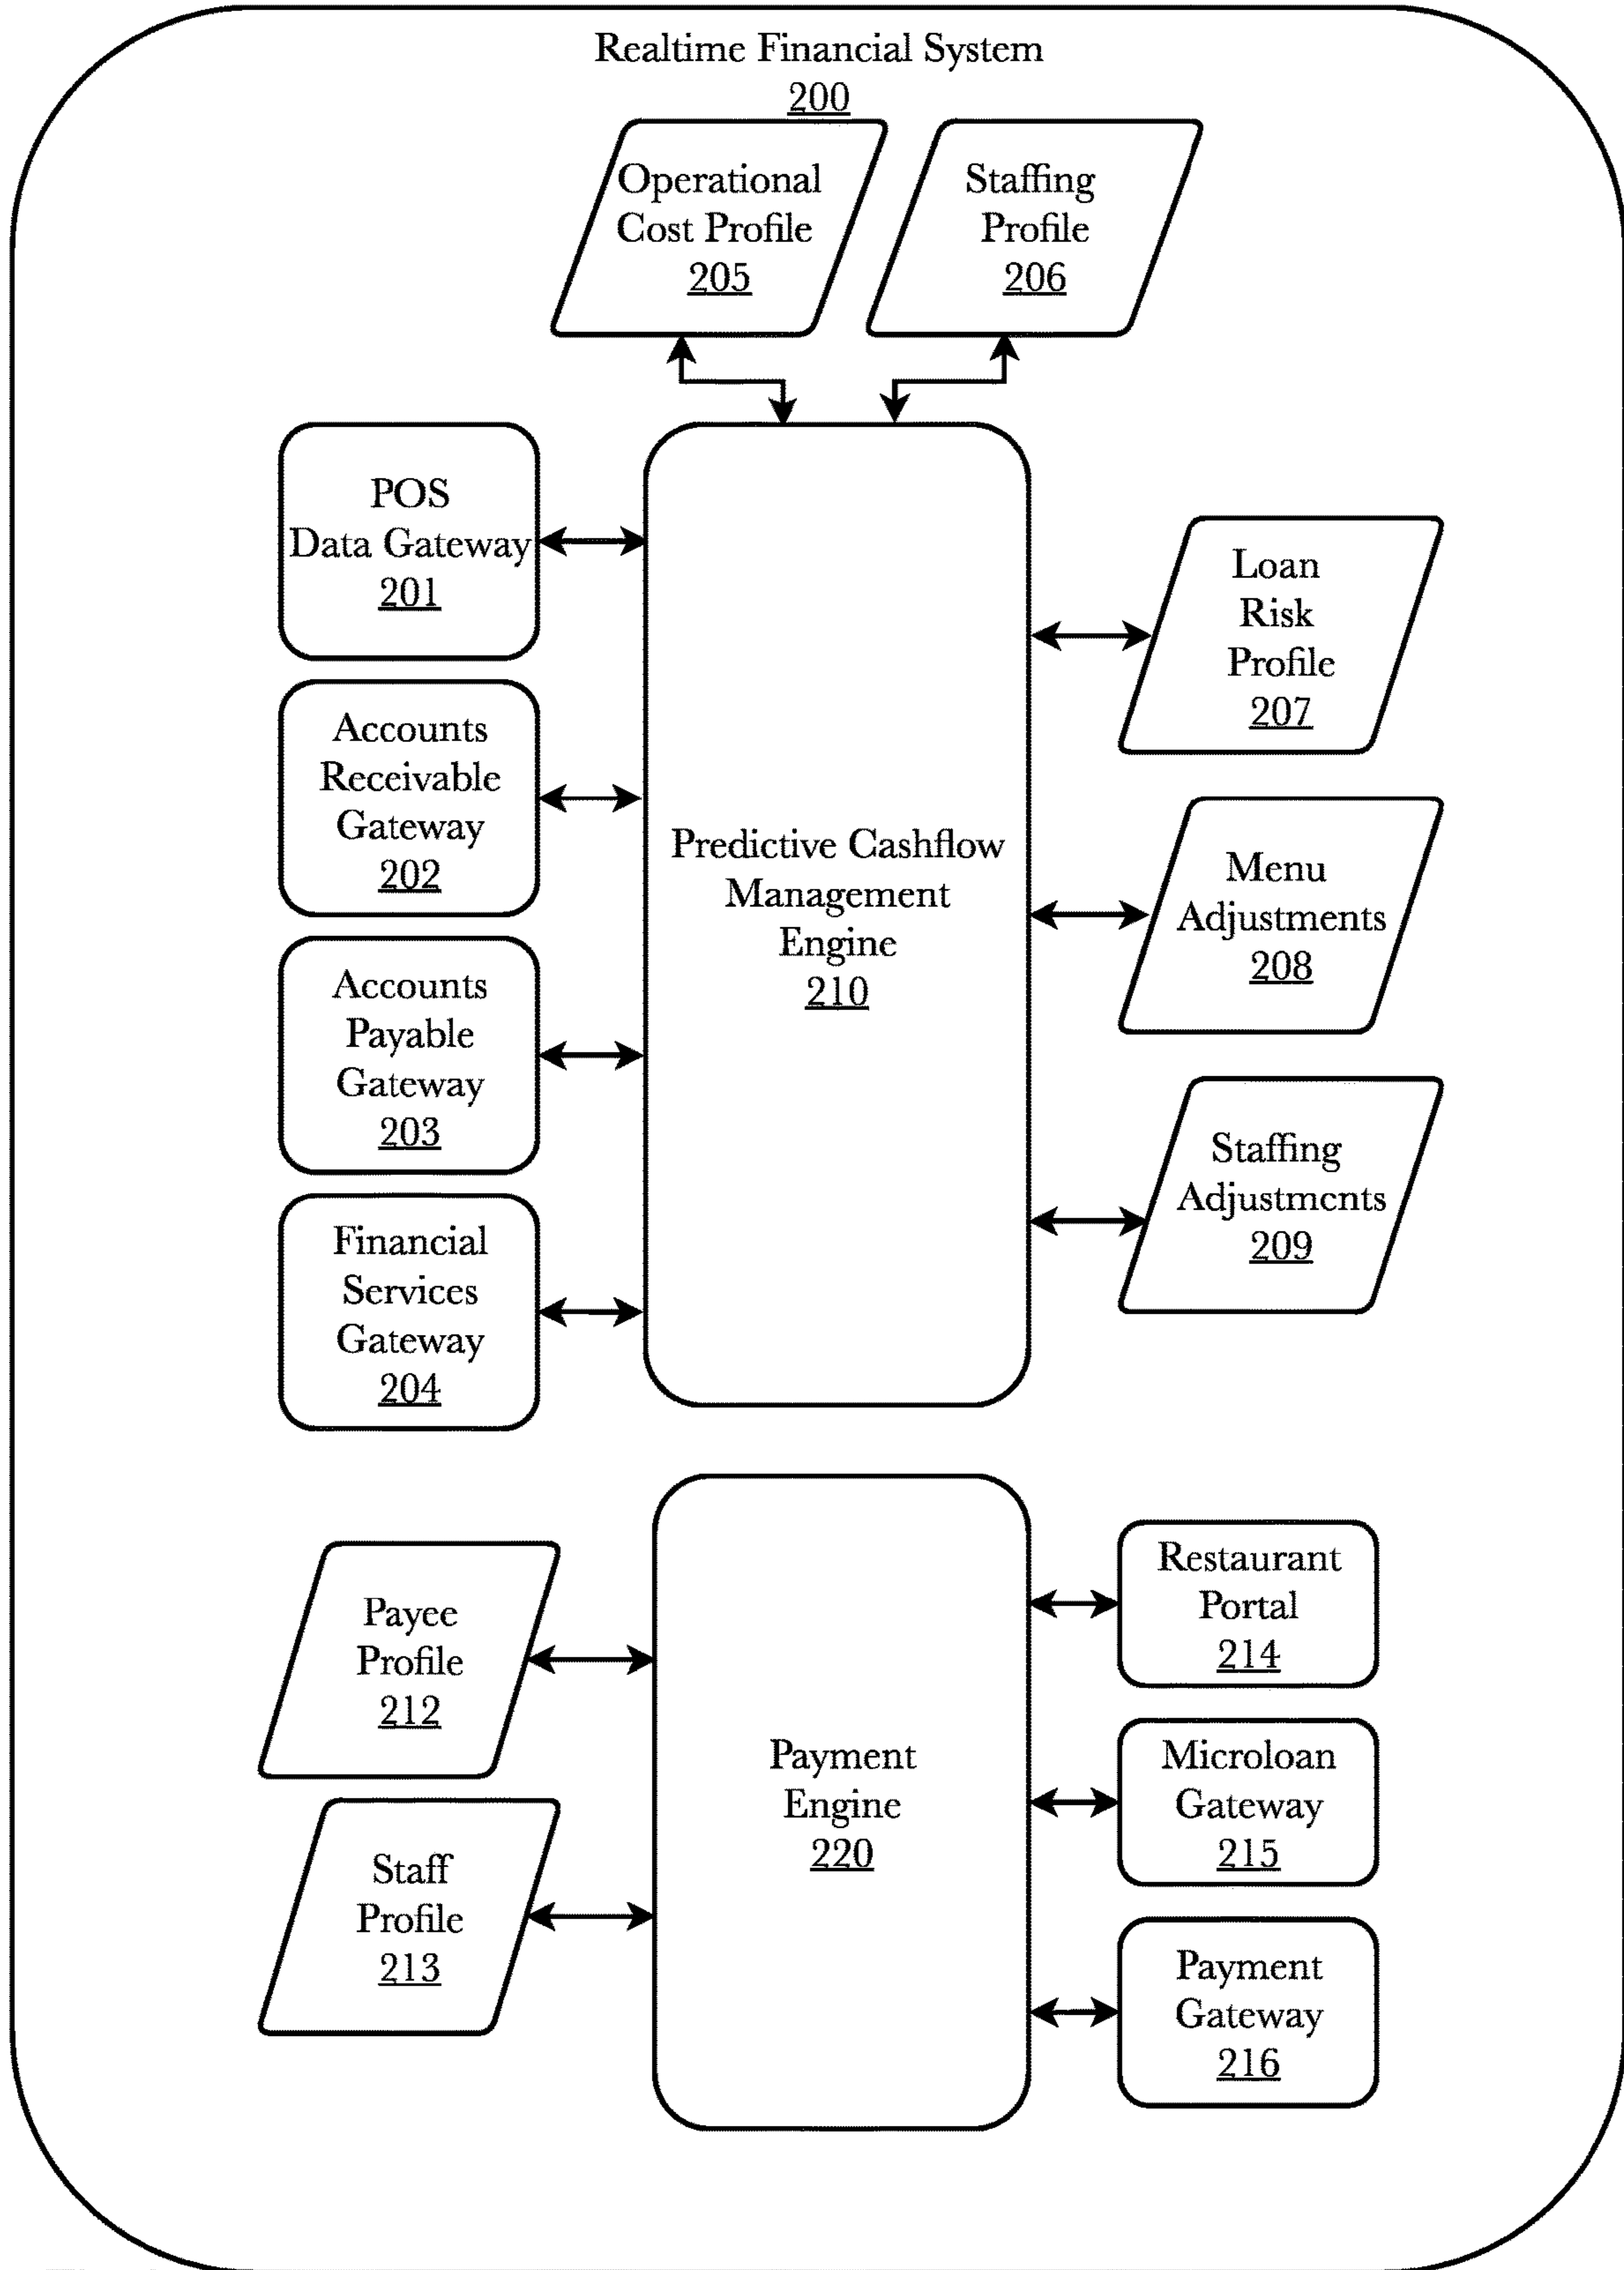 Realtime Financial System
200
Operational
Cost Profile
205
Staffing
Profile
206
POS
Data Gateway
201
Accounts
Receivable
Gateway
202
Accounts
Payable
Gateway
203
Financial
Services
Gateway
204
Predictive Cashflow
Management
Engine
210
Loan
Risk
Profile
207
Menu
Adjustments
208
Staffing
Adjustments
209
Payee
Profile
212
Staff
Profile
213
Payment
Engine
220
Restaurant
Portal
214
Microloan
Gateway
215
Payment
Gateway
216